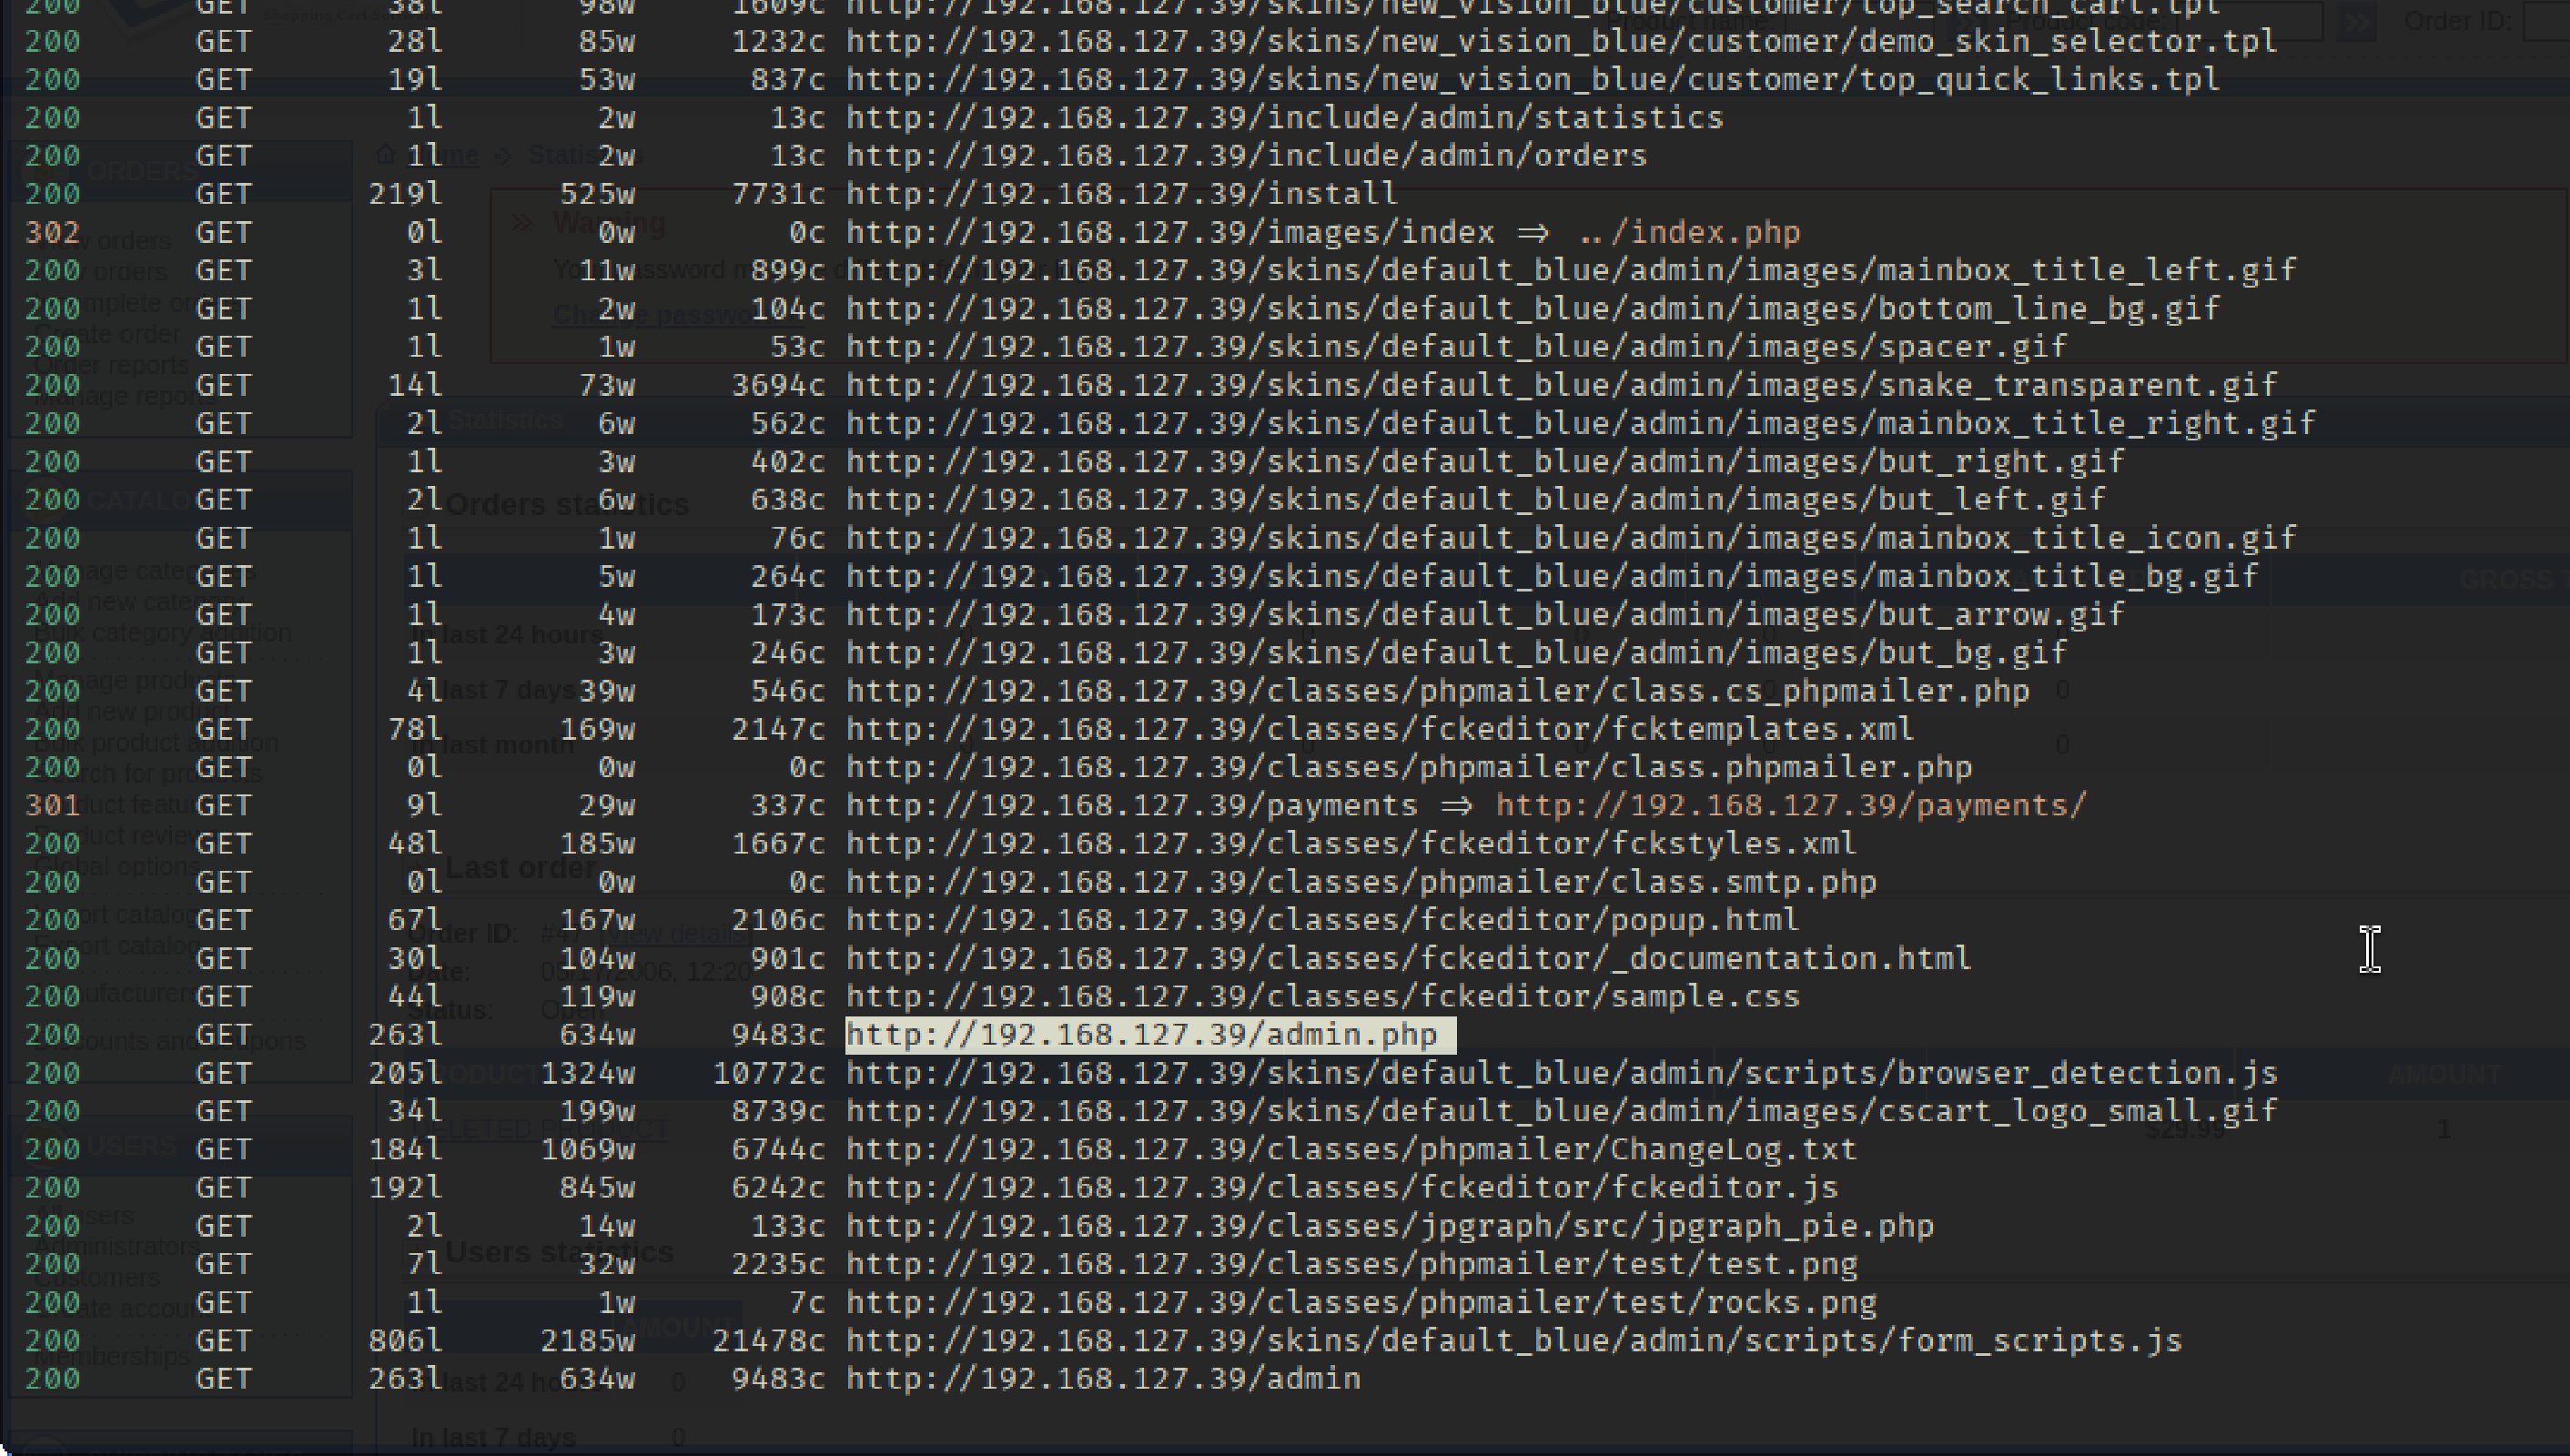 200 GET 38l 98w 1609c http://192.168.127.39/skins/new_vision_blue/customer/top_search_cart.tpl
200 GET 28l 85w 1232c http://192.168.127.39/skins/new_vision_blue/customer/demo_skin_selector.tpl
200 GET 19l 53w 837c http://192.168.127.39/skins/new_vision_blue/customer/top_quick_links.tpl
200 GET 1l 2w 13c http://192.168.127.39/include/admin/statistics
200 GET 1l 2w 13c http://192.168.127.39/include/admin/orders
200 GET 219l 525w 7731c http://192.168.127.39/install
302 GET 0l 0w 0c http://192.168.127.39/images/index => ../index.php
200 GET 3l 11w 899c http://192.168.127.39/skins/default_blue/admin/images/mainbox_title_left.gif
200 GET 1l 2w 104c http://192.168.127.39/skins/default_blue/admin/images/bottom_line_bg.gif
200 GET 1l 1w 53c http://192.168.127.39/skins/default_blue/admin/images/spacer.gif
200 GET 14l 73w 3694c http://192.168.127.39/skins/default_blue/admin/images/snake_transparent.gif
200 GET 2l 6w 562c http://192.168.127.39/skins/default_blue/admin/images/mainbox_title_right.gif
200 GET 1l 3w 402c http://192.168.127.39/skins/default_blue/admin/images/but_right.gif
200 GET 2l 6w 638c http://192.168.127.39/skins/default_blue/admin/images/but_left.gif
200 GET 1l 1w 76c http://192.168.127.39/skins/default_blue/admin/images/mainbox_title_icon.gif
200 GET 1l 5w 264c http://192.168.127.39/skins/default_blue/admin/images/mainbox_title_bg.gif
200 GET 1l 4w 173c http://192.168.127.39/skins/default_blue/admin/images/but_arrow.gif
200 GET 1l 3w 246c http://192.168.127.39/skins/default_blue/admin/images/but_bg.gif
200 GET 4l 39w 546c http://192.168.127.39/classes/phpmailer/class.cs_phpmailer.php
200 GET 78l 169w 2147c http://192.168.127.39/classes/fckeditor/fcktemplates.xml
200 GET 0l 0w 0c http://192.168.127.39/classes/phpmailer/class.phpmailer.php
301 GET 9l 29w 337c http://192.168.127.39/payments => http://192.168.127.39/payments/
200 GET 48l 185w 1667c http://192.168.127.39/classes/fckeditor/fckstyles.xml
200 GET 0l 0w 0c http://192.168.127.39/classes/phpmailer/class.smtp.php
200 GET 67l 167w 2106c http://192.168.127.39/classes/fckeditor/popup.html
200 GET 30l 104w 901c http://192.168.127.39/classes/fckeditor/_documentation.html
200 GET 44l 119w 908c http://192.168.127.39/classes/fckeditor/sample.css
200 GET 263l 634w 9483c http://192.168.127.39/admin.php
200 GET 205l 1324w 10772c http://192.168.127.39/skins/default_blue/admin/scripts/browser_detection.js
200 GET 34l 199w 8739c http://192.168.127.39/skins/default_blue/admin/images/cscart_logo_small.gif
200 GET 184l 1069w 6744c http://192.168.127.39/classes/phpmailer/ChangeLog.txt
200 GET 192l 845w 6242c http://192.168.127.39/classes/fckeditor/fckeditor.js
200 GET 2l 14w 133c http://192.168.127.39/classes/jpgraph/src/jpgraph_pie.php
200 GET 7l 32w 2235c http://192.168.127.39/classes/phpmailer/test/test.png
200 GET 1l 1w 7c http://192.168.127.39/classes/phpmailer/test/rocks.png
200 GET 806l 2185w 21478c http://192.168.127.39/skins/default_blue/admin/scripts/form_scripts.js
200 GET 263l 634w 9483c http://192.168.127.39/admin